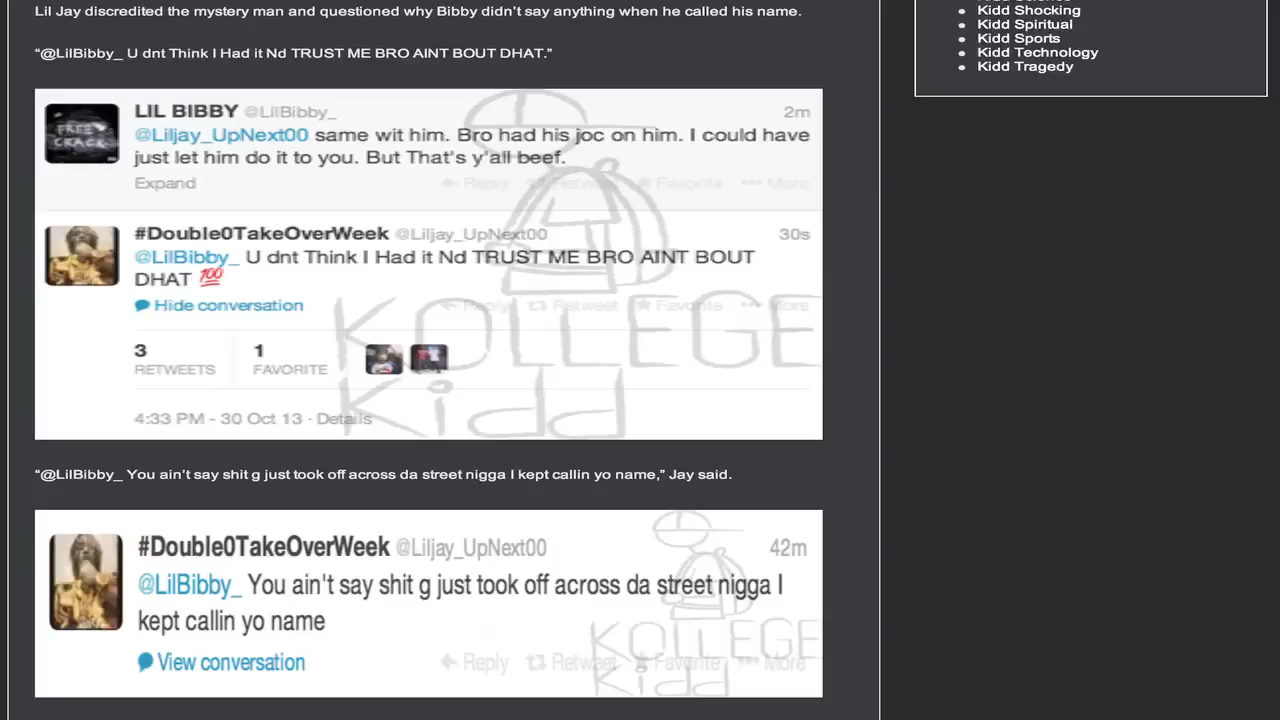 Lil Jay discredited the mystery man and questioned why Bibby didn't say anything when he called his name.
“@LilBibby_ U dnt Think I Had it Nd TRUST ME BRO AINT BOUT DHAT.”
LIL BIBBY @LilBibby_ 2m
FREE CRACK
@Liljay_UpNext00 same wit him. Bro had his joc on him. I could have
just let him do it to you. But That's y'all beef.
Expand Reply Retweet Favorite More
#Double0TakeOverWeek @Liljay_UpNext00 30s
@LilBibby_ U dnt Think I Had it Nd TRUST ME BRO AINT BOUT
DHAT 💯
Hide conversation Reply Retweet Favorite More
3 1
RETWEETS FAVORITE
4:33 PM - 30 Oct 13 · Details
KOLLEGE
Kidd
“@LilBibby_ You ain't say shit g just took off across da street nigga I kept callin yo name,” Jay said.
#Double0TakeOverWeek @Liljay_UpNext00 42m
@LilBibby_ You ain't say shit g just took off across da street nigga I
kept callin yo name
View conversation Reply Retweet Favorite More
KOLLEGE
Kidd
Kidd Shocking
Kidd Spiritual
Kidd Sports
Kidd Technology
Kidd Tragedy